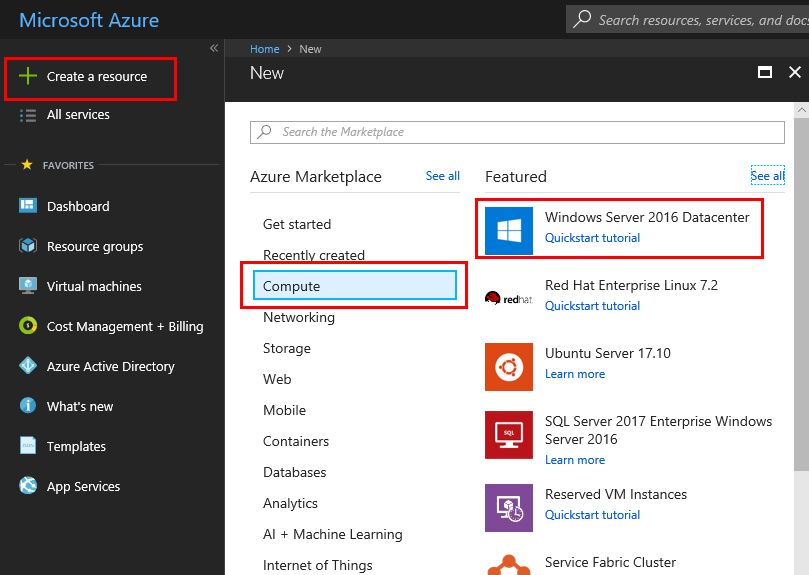 Microsoft Azure
Search resources, services, and docs
«
Create a resource
All services
FAVORITES
Dashboard
Resource groups
Virtual machines
Cost Management + Billing
Azure Active Directory
What's new
Templates
App Services
Home > New
New
Search the Marketplace
Azure Marketplace
See all
Get started
Recently created
Compute
Networking
Storage
Web
Mobile
Containers
Databases
Analytics
AI + Machine Learning
Internet of Things
Featured
See all
Windows Server 2016 Datacenter
Quickstart tutorial
redhat
Red Hat Enterprise Linux 7.2
Quickstart tutorial
Ubuntu Server 17.10
Learn more
SQL
SQL Server 2017 Enterprise Windows
Server 2016
Learn more
Reserved VM Instances
Quickstart tutorial
Service Fabric Cluster